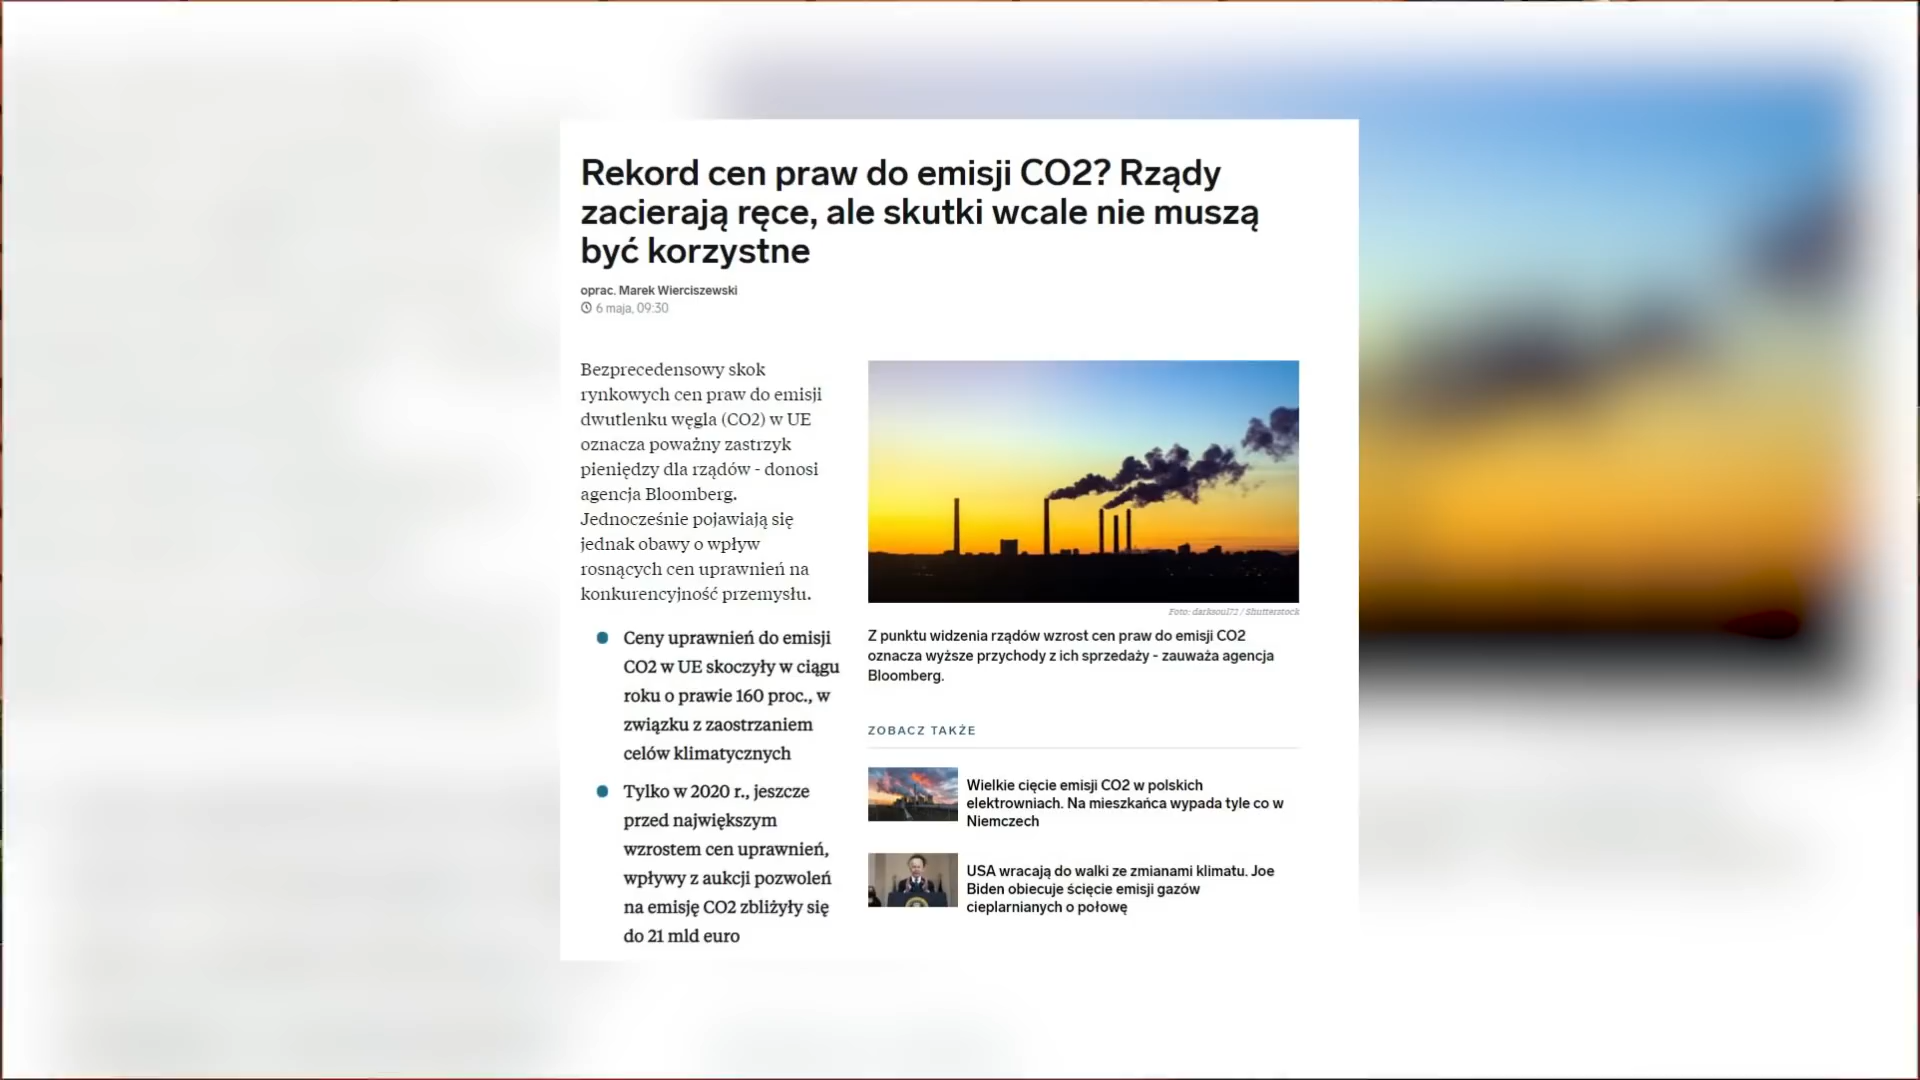 Rekord cen praw do emisji CO2? Rządy
zacierają ręce, ale skutki wcale nie muszą
być korzystne
oprac. Marek Wierciszewski
6 maja, 09:30
Bezprecedensowy skok
rynkowych cen praw do emisji
dwutlenku węgla (CO2) w UE
oznacza poważny zastrzyk
pieniędzy dla rządów - donosi
agencja Bloomberg.
Jednocześnie pojawiają się
jednak obawy o wpływ
rosnących cen uprawnień na
konkurencyjność przemysłu.
Ceny uprawnień do emisji
CO2 w UE skoczyły w ciągu
roku o prawie 160 proc., w
związku z zaostrzaniem
celów klimatycznych
Tylko w 2020 r., jeszcze
przed największym
wzrostem cen uprawnień,
wpływy z aukcji pozwoleń
na emisję CO2 zbliżyły się
do 21 mld euro
Foto: darksoul72 / Shutterstock
Z punktu widzenia rządów wzrost cen praw do emisji CO2
oznacza wyższe przychody z ich sprzedaży - zauważa agencja
Bloomberg.
ZOBACZ TAKŻE
Wielkie cięcie emisji CO2 w polskich
elektrowniach. Na mieszkańca wypada tyle co w
Niemczech
USA wracają do walki ze zmianami klimatu. Joe
Biden obiecuje ścięcie emisji gazów
cieplarnianych o połowę